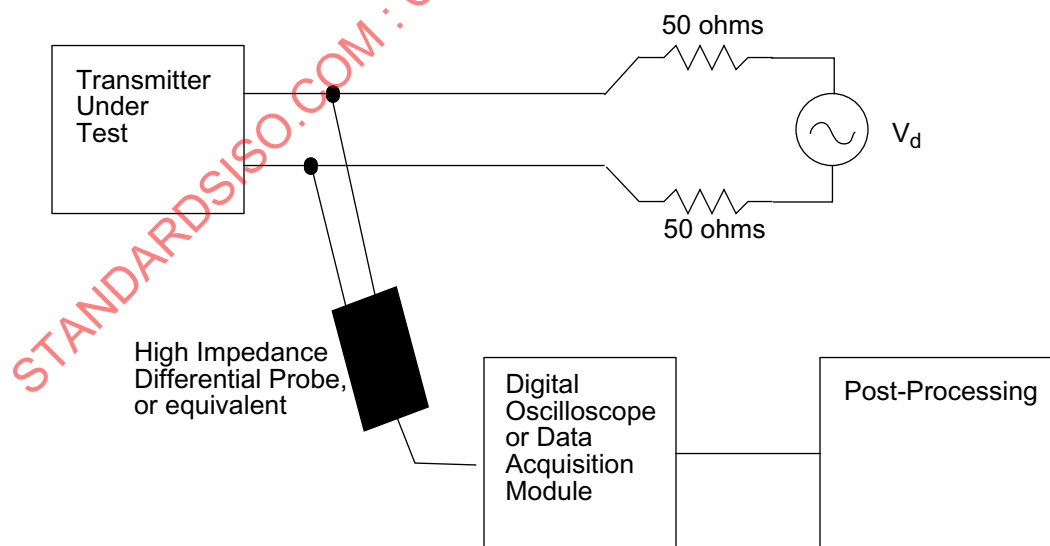 50 ohms
Transmitter
Under
Test
V_d
50 ohms
High Impedance
Differential Probe,
or equivalent
Digital
Oscilloscope
or Data
Acquisition
Module
Post-Processing
STANDARDSISO.COM :